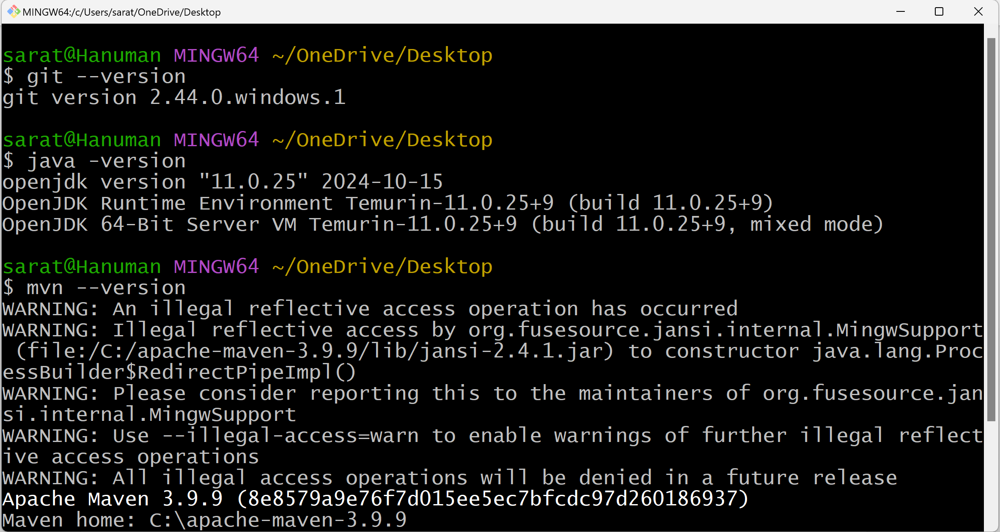 MINGW64:/c/Users/sarat/OneDrive/Desktop
sarat@Hanuman MINGW64 ~/OneDrive/Desktop
$ git --version
git version 2.44.0.windows.1
sarat@Hanuman MINGW64 ~/OneDrive/Desktop
$ java -version
openjdk version "11.0.25" 2024-10-15
OpenJDK Runtime Environment Temurin-11.0.25+9 (build 11.0.25+9)
OpenJDK 64-Bit Server VM Temurin-11.0.25+9 (build 11.0.25+9, mixed mode)
sarat@Hanuman MINGW64 ~/OneDrive/Desktop
$ mvn --version
WARNING: An illegal reflective access operation has occurred
WARNING: Illegal reflective access by org.fusesource.jansi.internal.MingwSupport
 (file:/C:/apache-maven-3.9.9/lib/jansi-2.4.1.jar) to constructor java.lang.Proc
essBuilder$RedirectPipeImpl()
WARNING: Please consider reporting this to the maintainers of org.fusesource.jan
si.internal.MingwSupport
WARNING: Use --illegal-access=warn to enable warnings of further illegal reflect
ive access operations
WARNING: All illegal access operations will be denied in a future release
Apache Maven 3.9.9 (8e8579a9e76f7d015ee5ec7bfcdc97d260186937)
Maven home: C:\apache-maven-3.9.9